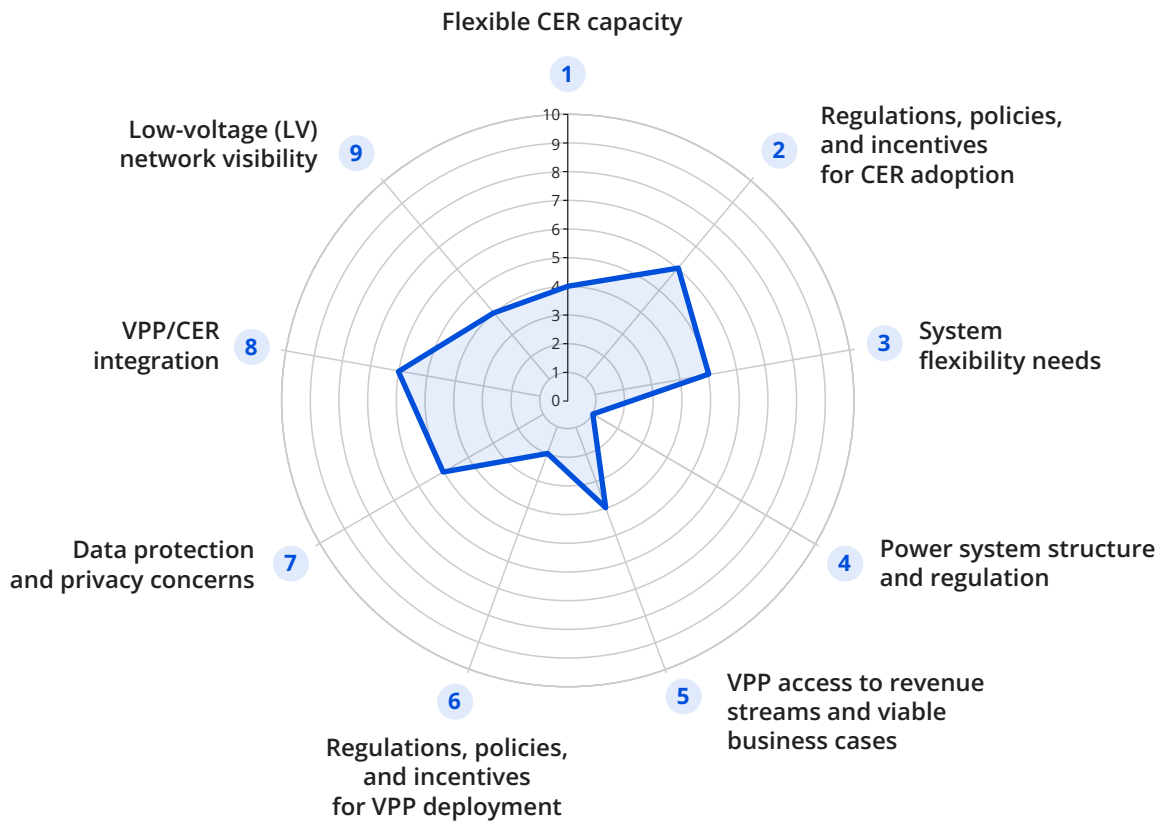 Flexible CER capacity
1
10
9
8
7
6
5
4
3
2
1
0
2
Regulations, policies,
and incentives
for CER adoption
3
System
flexibility needs
4
Power system structure
and regulation
5
VPP access to revenue
streams and viable
business cases
6
Regulations, policies,
and incentives
for VPP deployment
7
Data protection
and privacy concerns
8
VPP/CER
integration
9
Low-voltage (LV)
network visibility